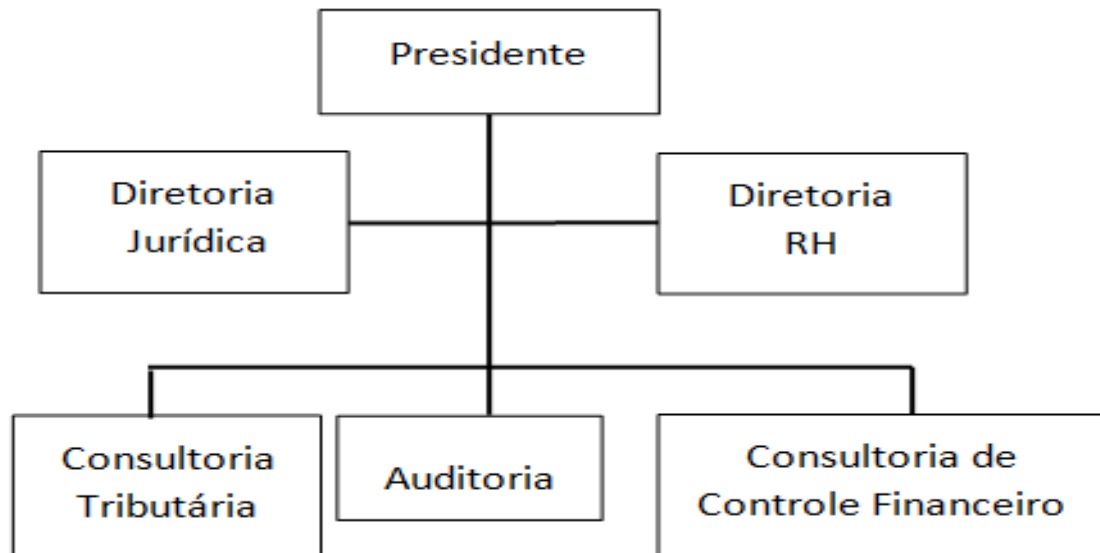 Presidente
Diretoria
Jurídica
Diretoria
RH
Consultoria
Tributária
Auditoria
Consultoria de
Controle Financeiro